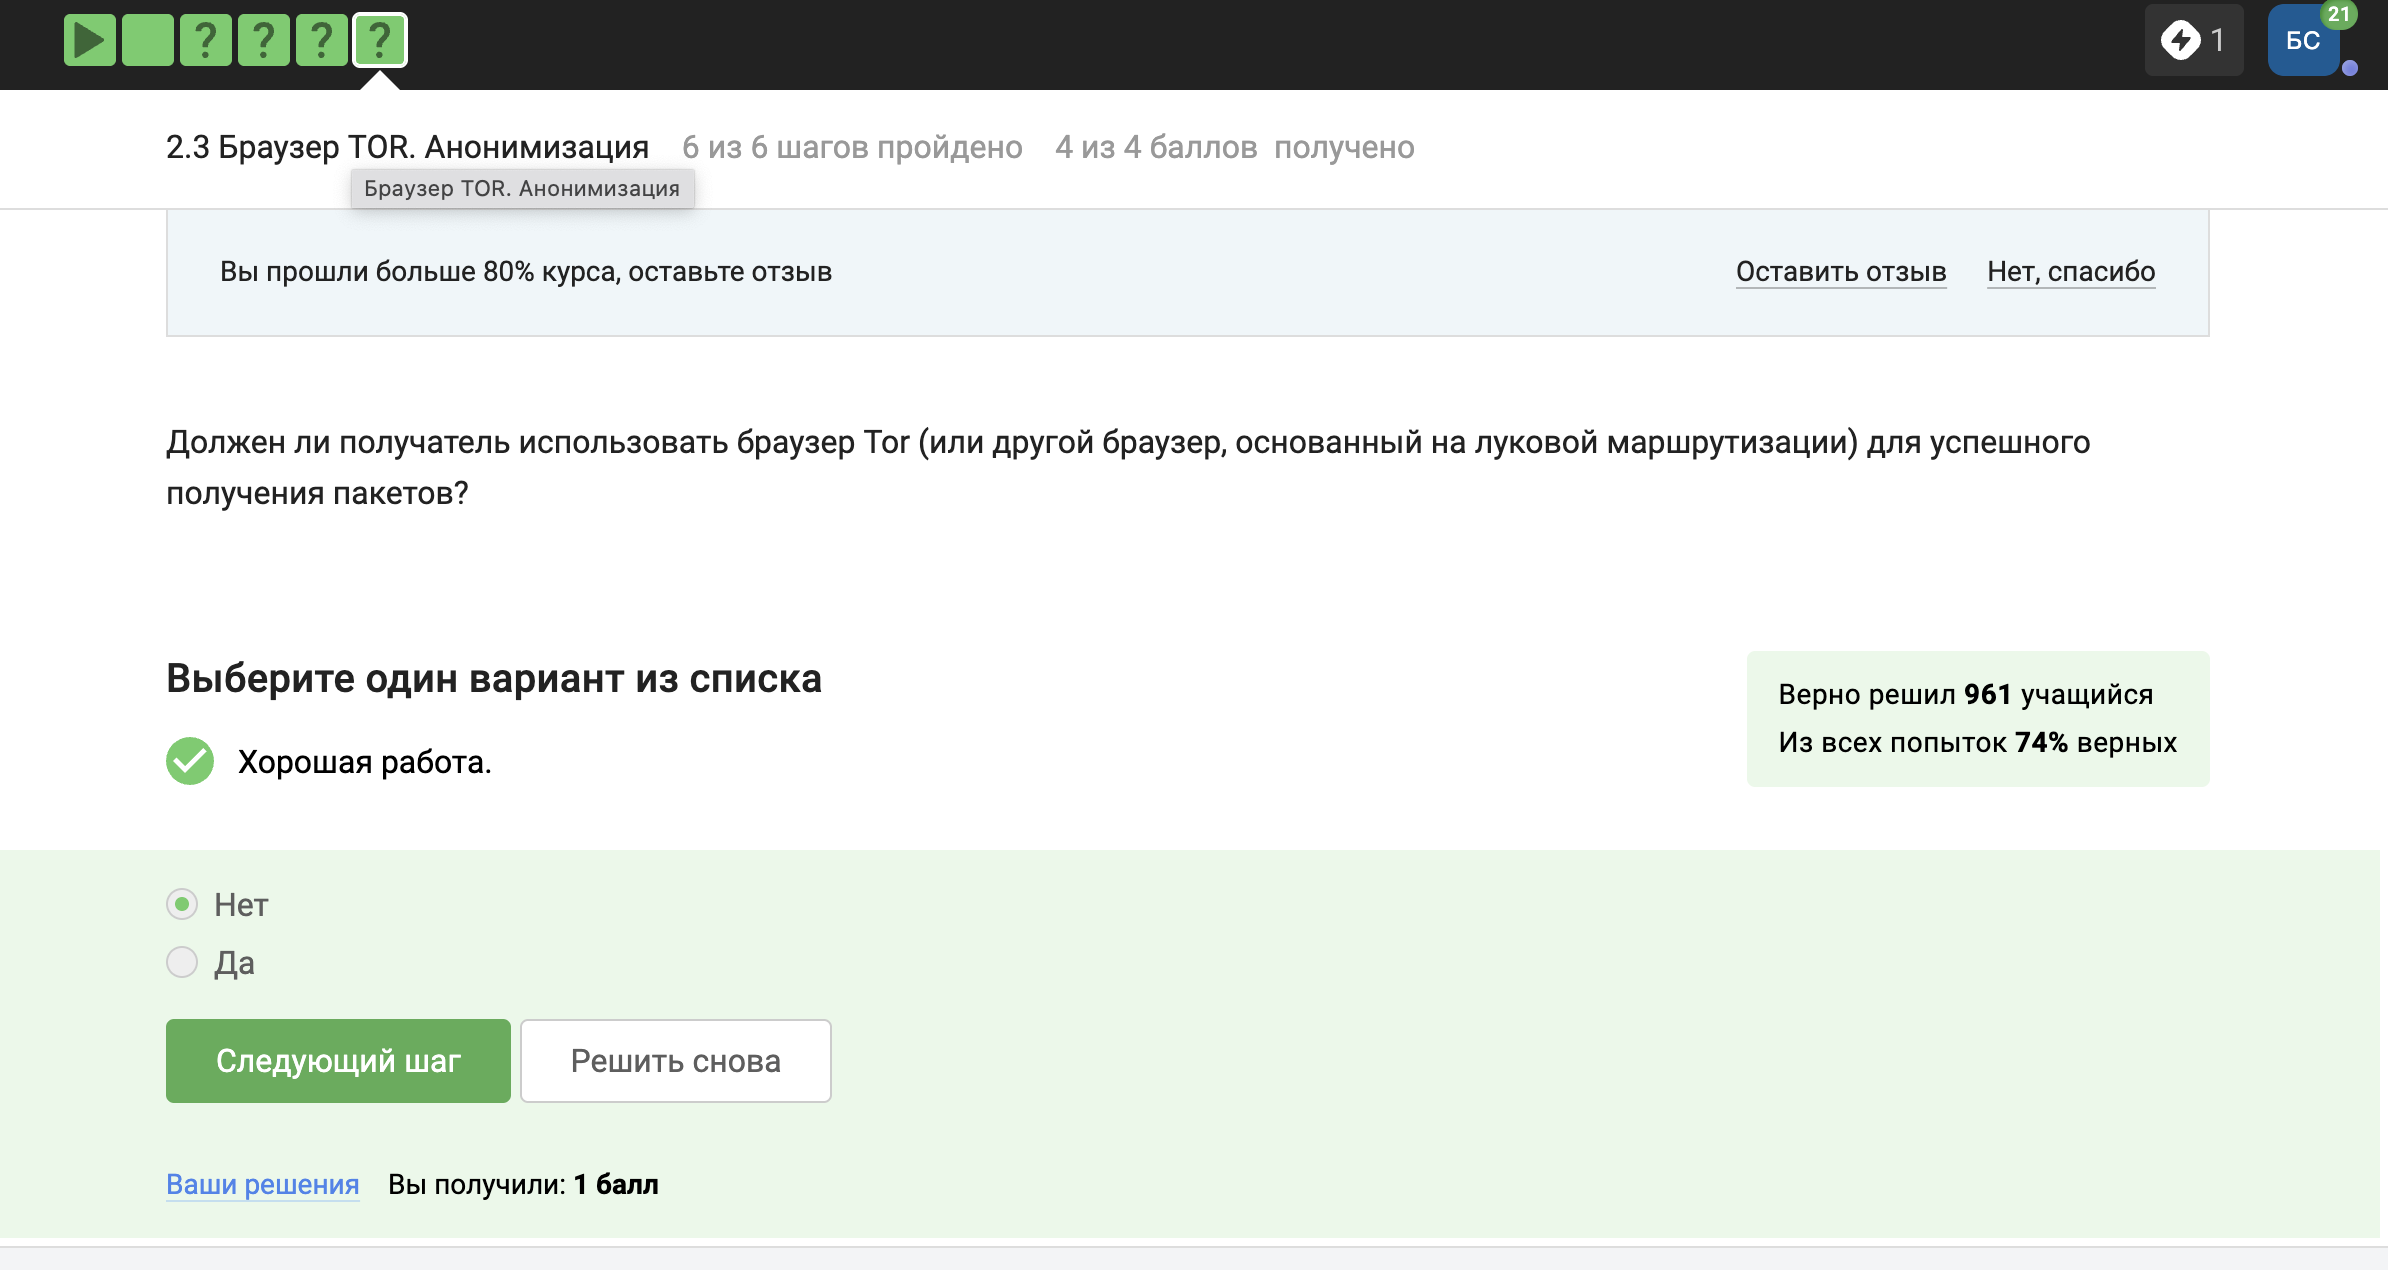 ? ? ? ?
1
БС
21
2.3 Браузер TOR. Анонимизация 6 из 6 шагов пройдено 4 из 4 баллов получено
Браузер TOR. Анонимизация
Вы прошли больше 80% курса, оставьте отзыв Оставить отзыв Нет, спасибо
Должен ли получатель использовать браузер Tor (или другой браузер, основанный на луковой маршрутизации) для успешного
получения пакетов?
Выберите один вариант из списка
Хорошая работа.
Верно решил 961 учащийся
Из всех попыток 74% верных
Нет
Да
Следующий шаг Решить снова
Ваши решения Вы получили: 1 балл